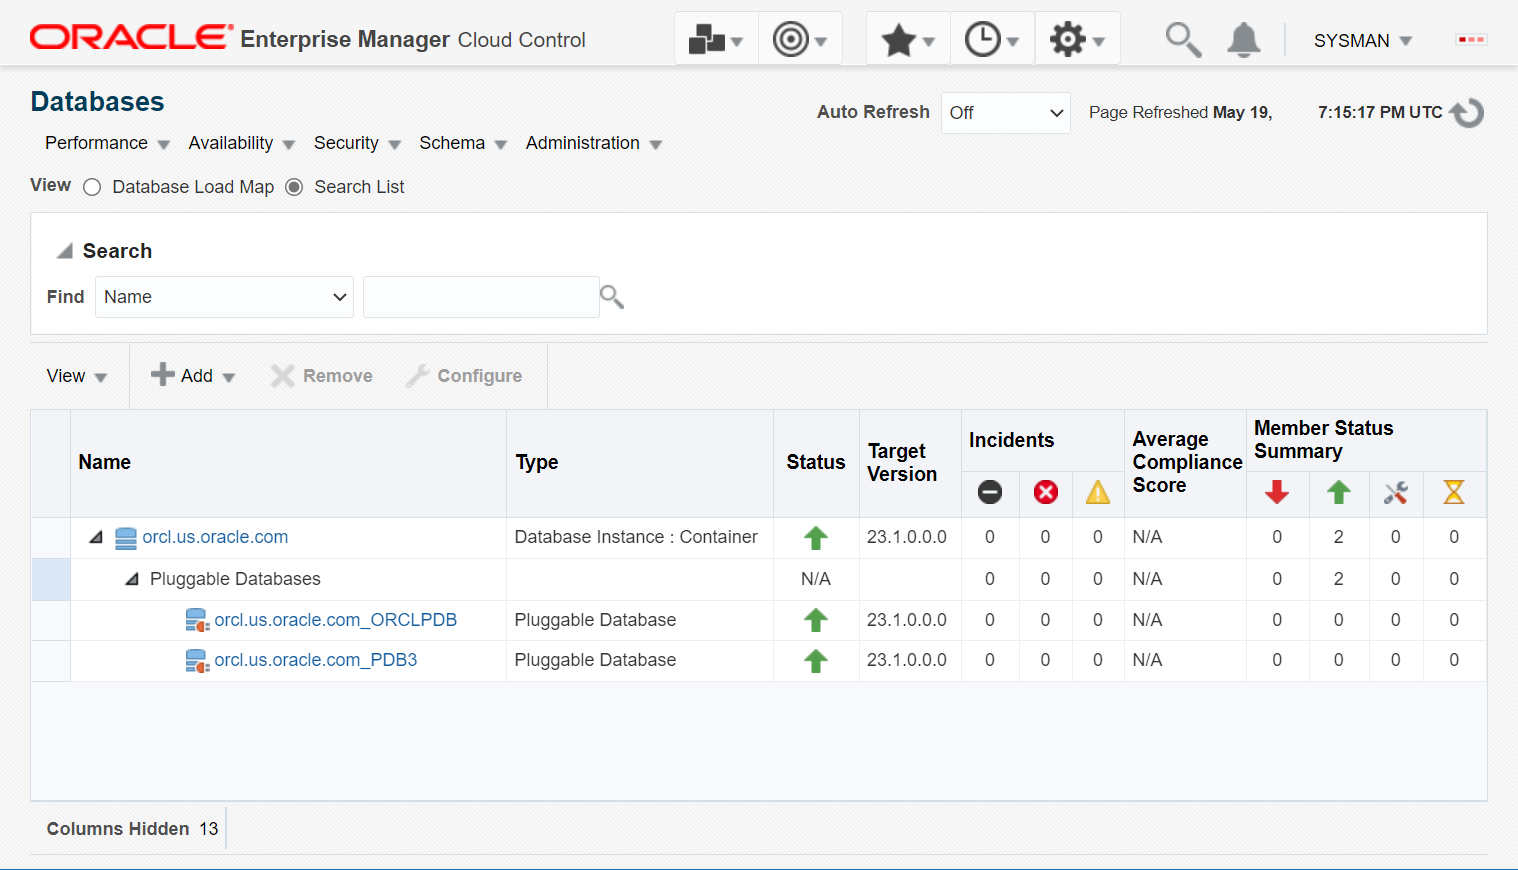 ORACLE® Enterprise Manager Cloud Control
SYSMAN
Databases
Auto Refresh Off Page Refreshed May 19, 7:15:17 PM UTC
Performance Availability Security Schema Administration
View Database Load Map Search List
Search
Find Name
View Add Remove Configure
Name Type Status Target Version Incidents Average Compliance Score Member Status Summary
orcl.us.oracle.com Database Instance : Container 23.1.0.0.0 0 0 0 N/A 0 2 0 0
Pluggable Databases N/A 0 0 0 N/A 0 2 0 0
orcl.us.oracle.com_ORCLPDB Pluggable Database 23.1.0.0.0 0 0 0 N/A 0 0 0 0
orcl.us.oracle.com_PDB3 Pluggable Database 23.1.0.0.0 0 0 0 N/A 0 0 0 0
Columns Hidden 13